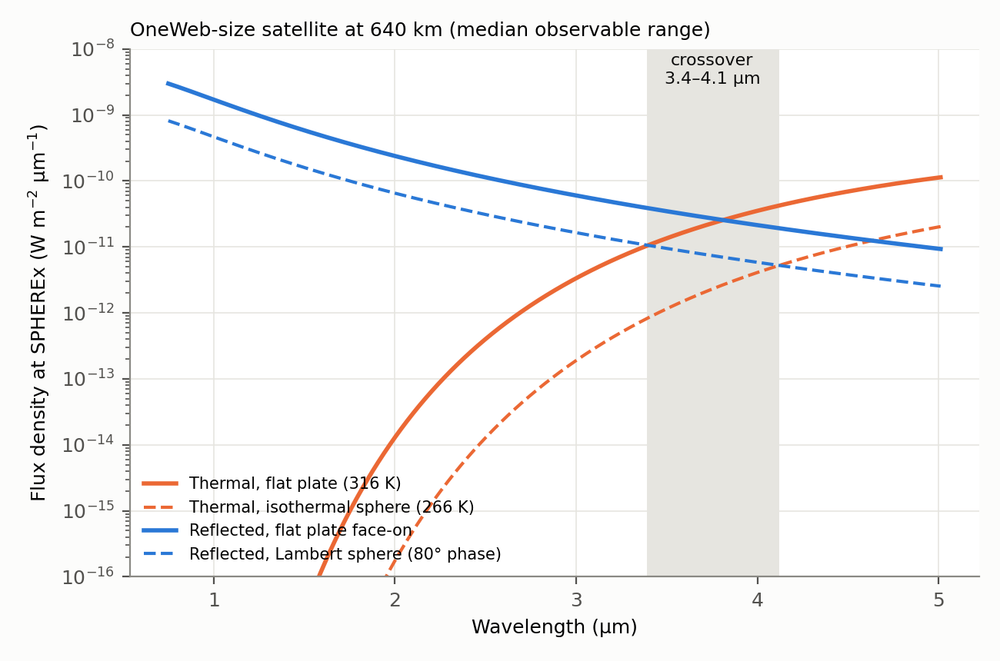 OneWeb-size satellite at 640 km (median observable range)
10⁻⁸
10⁻⁹
10⁻¹⁰
10⁻¹¹
10⁻¹²
10⁻¹³
10⁻¹⁴
10⁻¹⁵
10⁻¹⁶
Flux density at SPHEREx (W m⁻² µm⁻¹)
crossover
3.4–4.1 µm
Thermal, flat plate (316 K)
Thermal, isothermal sphere (266 K)
Reflected, flat plate face-on
Reflected, Lambert sphere (80° phase)
1 2 3 4 5
Wavelength (µm)